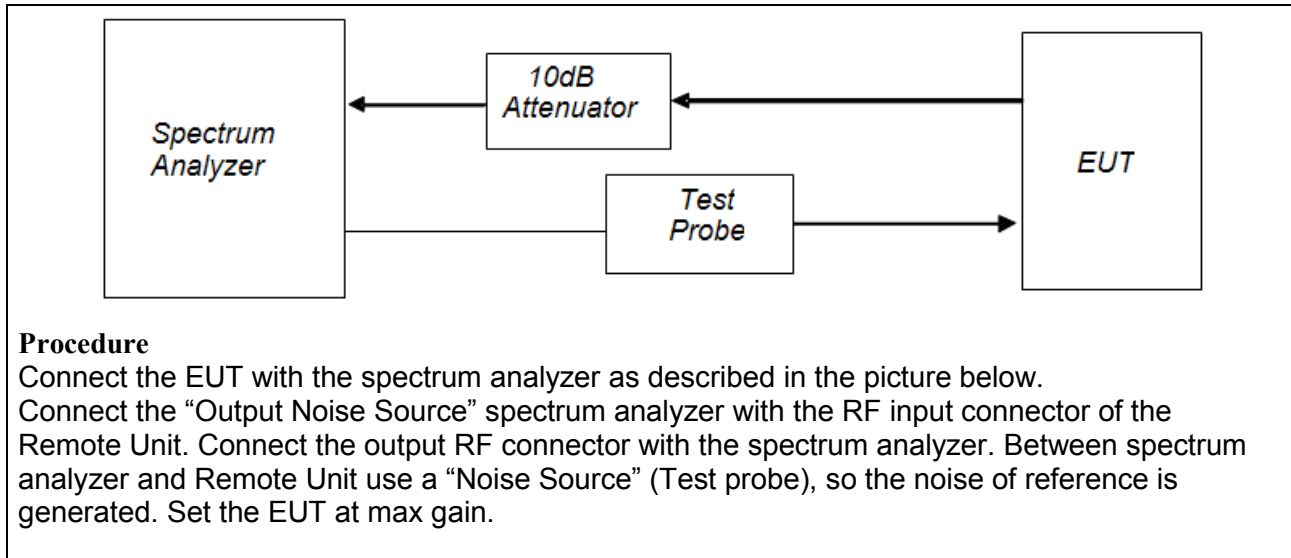 10dB
Attenuator
Spectrum
Analyzer
EUT
Test
Probe
Procedure
Connect the EUT with the spectrum analyzer as described in the picture below.
Connect the “Output Noise Source” spectrum analyzer with the RF input connector of the
Remote Unit. Connect the output RF connector with the spectrum analyzer. Between spectrum
analyzer and Remote Unit use a “Noise Source” (Test probe), so the noise of reference is
generated. Set the EUT at max gain.